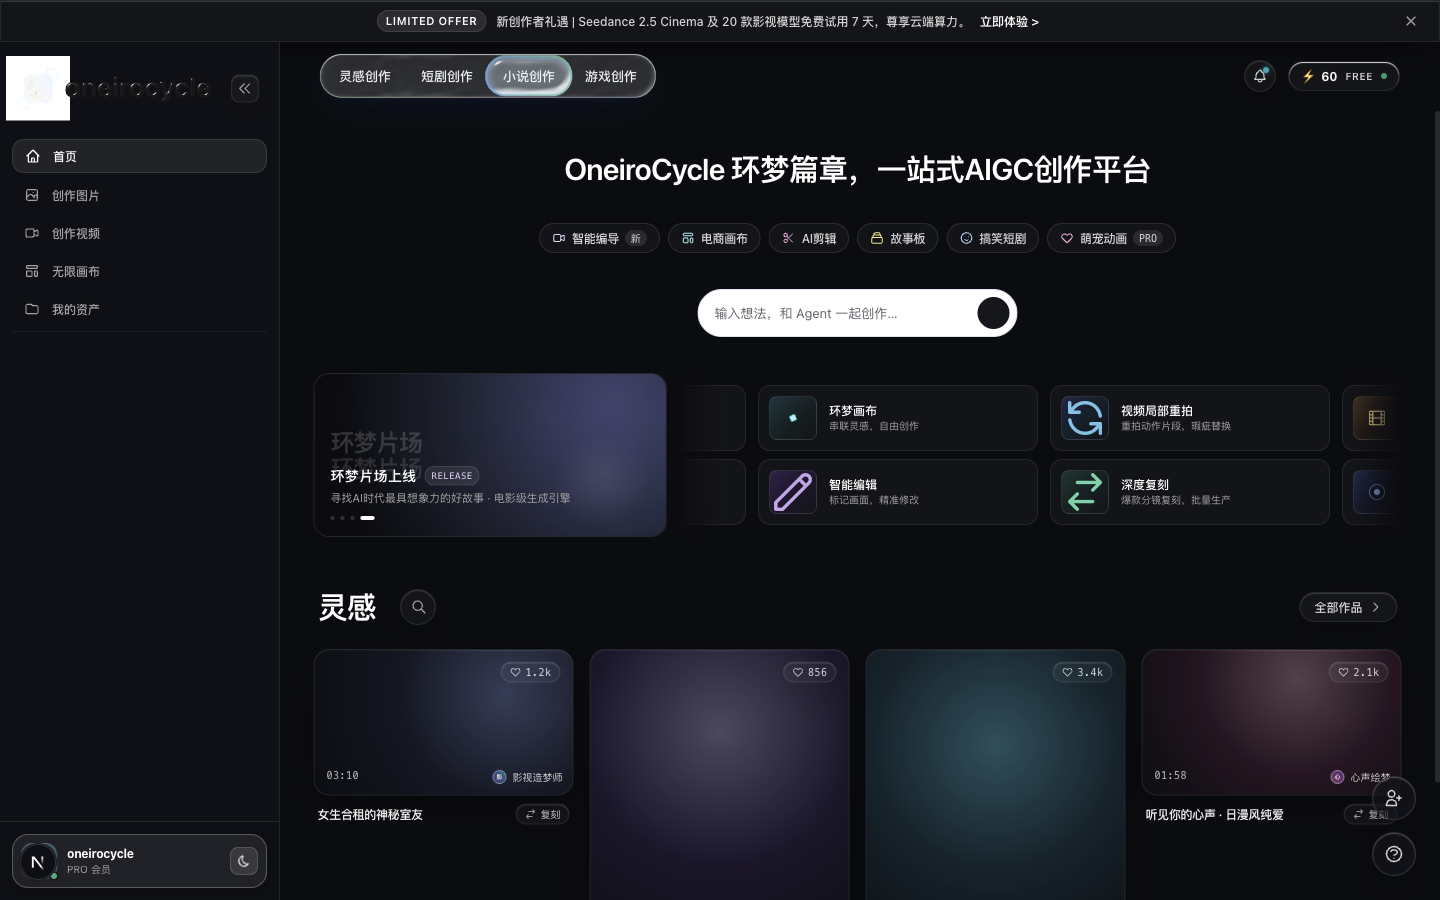 LIMITED OFFER 新创作者礼遇 | Seedance 2.5 Cinema 及 20 款影视模型免费试用 7 天，尊享云端算力。 立即体验 >
oneirocycle
灵感创作 短剧创作 小说创作 游戏创作
60 FREE
首页
创作图片
创作视频
无限画布
我的资产
OneiroCycle 环梦篇章，一站式AIGC创作平台
智能编导 新 电商画布 AI剪辑 故事板 搞笑短剧 萌宠动画 PRO
输入想法，和 Agent 一起创作...
环梦片场
环梦片场
环梦片场上线 RELEASE
寻找AI时代最具想象力的好故事 · 电影级生成引擎
环梦画布
串联灵感，自由创作
视频局部重拍
重拍动作片段，瑕疵替换
智能编辑
标记画面，精准修改
深度复刻
爆款分镜复刻，批量生产
灵感
全部作品
1.2k
03:10 影 影视造梦师
女生合租的神秘室友 复刻
856
3.4k
2.1k
01:58 心 心声绘梦
听见你的心声 · 日漫风纯爱 复刻
N oneirocycle
PRO 会员